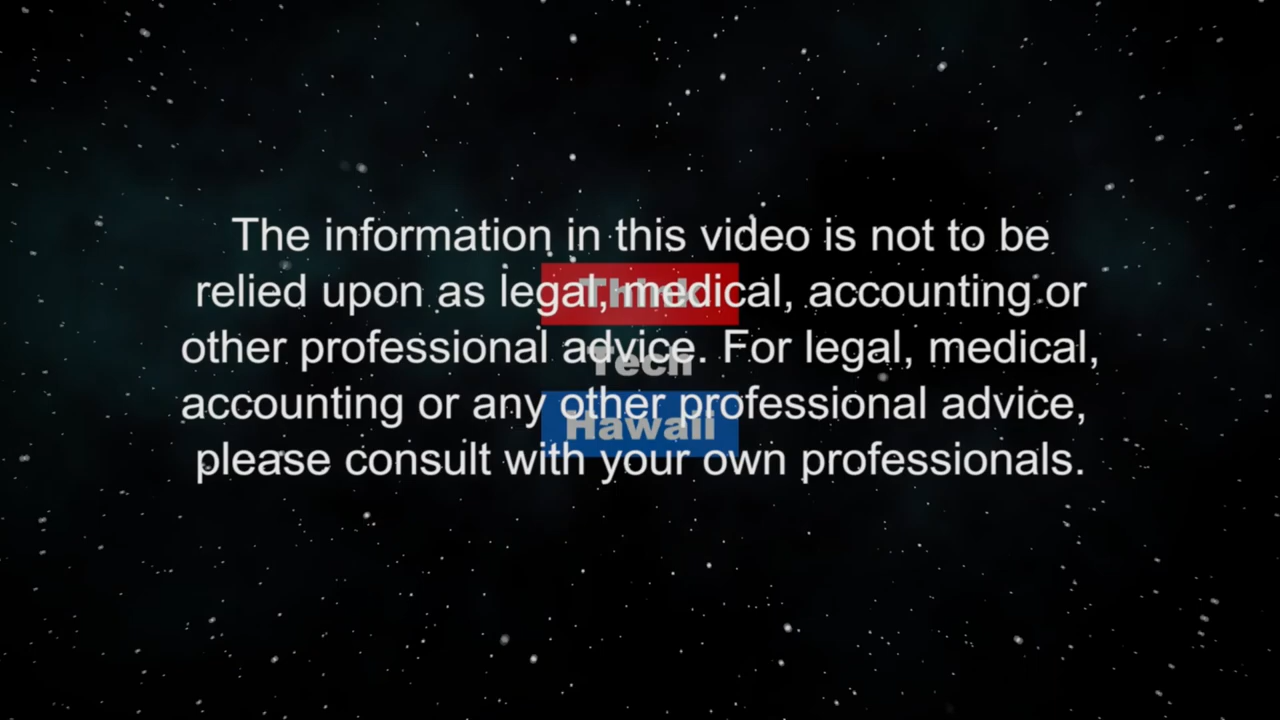 The information in this video is not to be
relied upon as legal, medical, accounting or
other professional advice. For legal, medical,
accounting or any other professional advice,
please consult with your own professionals.
Think
Tech
Hawaii